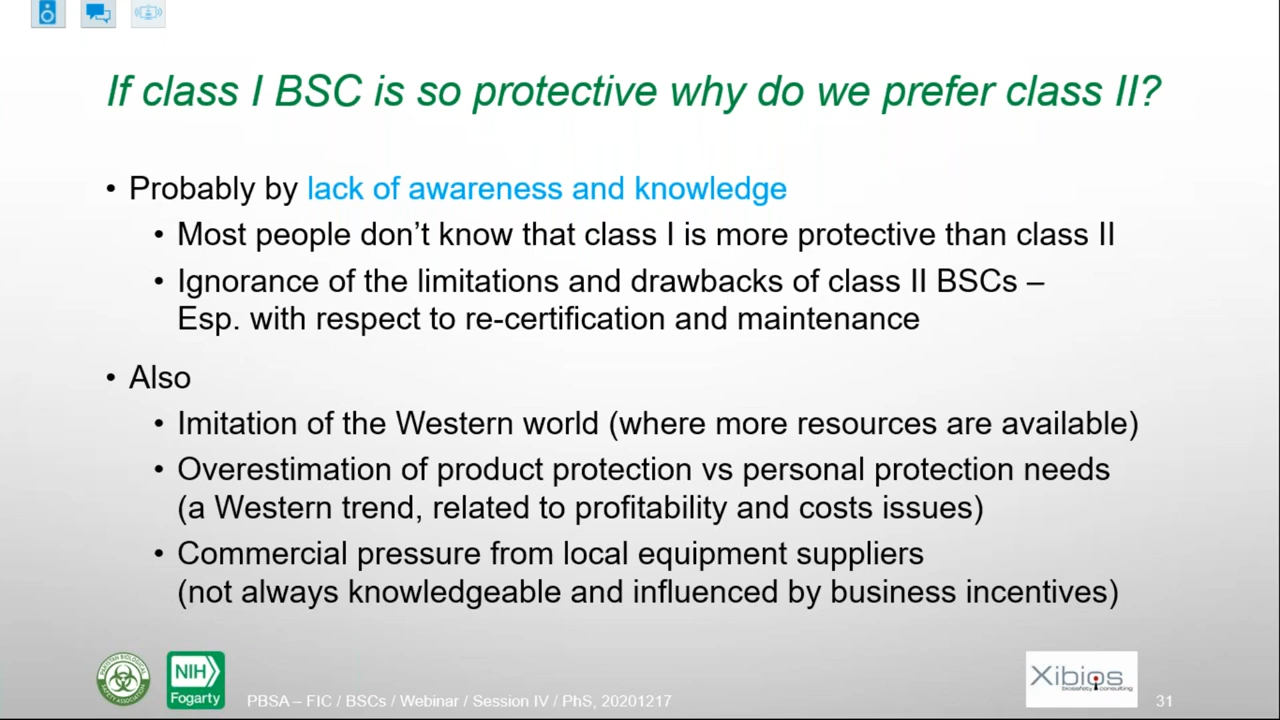 If class I BSC is so protective why do we prefer class II?
• Probably by lack of awareness and knowledge
• Most people don’t know that class I is more protective than class II
• Ignorance of the limitations and drawbacks of class II BSCs –
Esp. with respect to re-certification and maintenance
• Also
• Imitation of the Western world (where more resources are available)
• Overestimation of product protection vs personal protection needs
(a Western trend, related to profitability and costs issues)
• Commercial pressure from local equipment suppliers
(not always knowledgeable and influenced by business incentives)
NIH
Fogarty
PBSA – FIC / BSCs / Webinar / Session IV / PhS, 20201217
Xibios
biosafety consulting
31